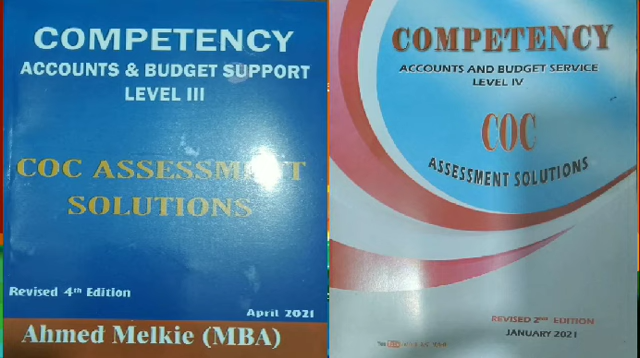 COMPETENCY
ACCOUNTS & BUDGET SUPPORT
LEVEL III
COC ASSESSMENT
SOLUTIONS
Revised 4th Edition
April 2021
Ahmed Melkie (MBA)
COMPETENCY
ACCOUNTS AND BUDGET SERVICE
LEVEL IV
COC
ASSESSMENT SOLUTIONS
REVISED 2ND EDITION
JANUARY 2021